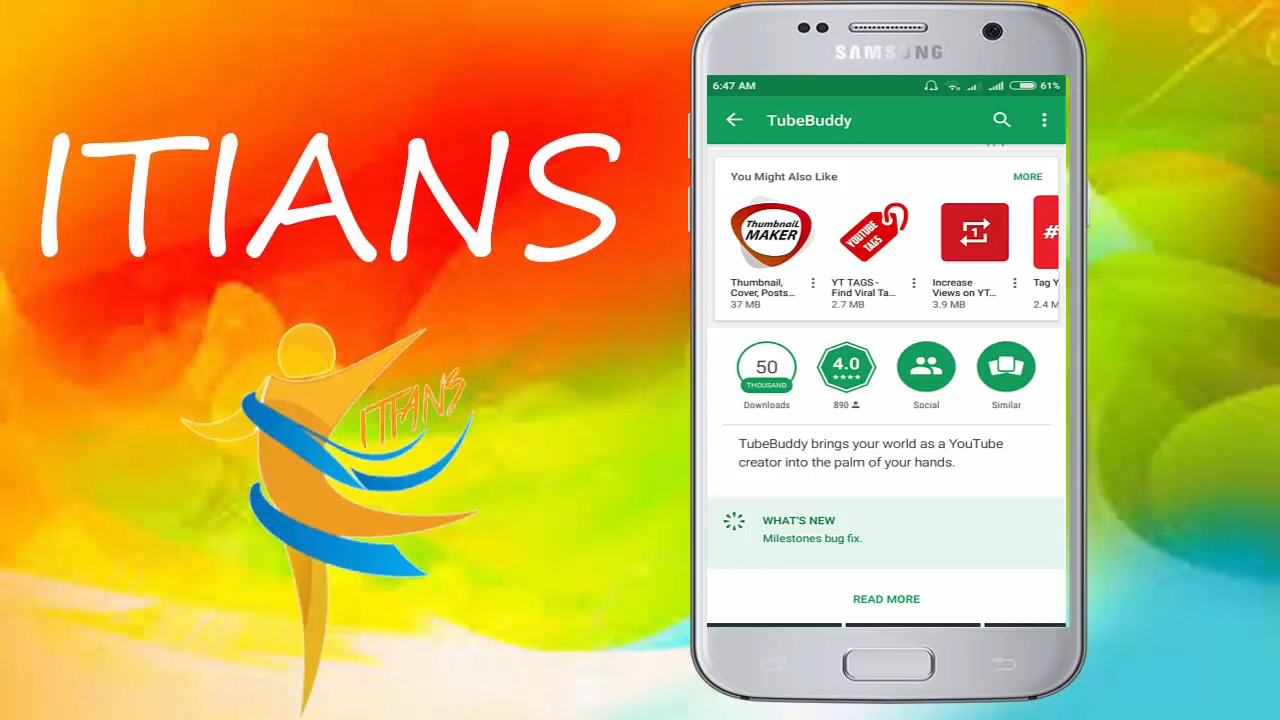 ITIANS
ITIANS
SAMSUNG
6:47 AM
61%
TubeBuddy
You Might Also Like
MORE
Thumbnail MAKER
YOUTUBE TAGS
1
#
Thumbnail, Cover, Posts...
37 MB
YT TAGS - Find Viral Ta...
2.7 MB
Increase Views on YT...
3.9 MB
Tag Y
2.4 M
50
THOUSAND
Downloads
4.0
890
Social
Similar
TubeBuddy brings your world as a YouTube
creator into the palm of your hands.
WHAT'S NEW
Milestones bug fix.
READ MORE